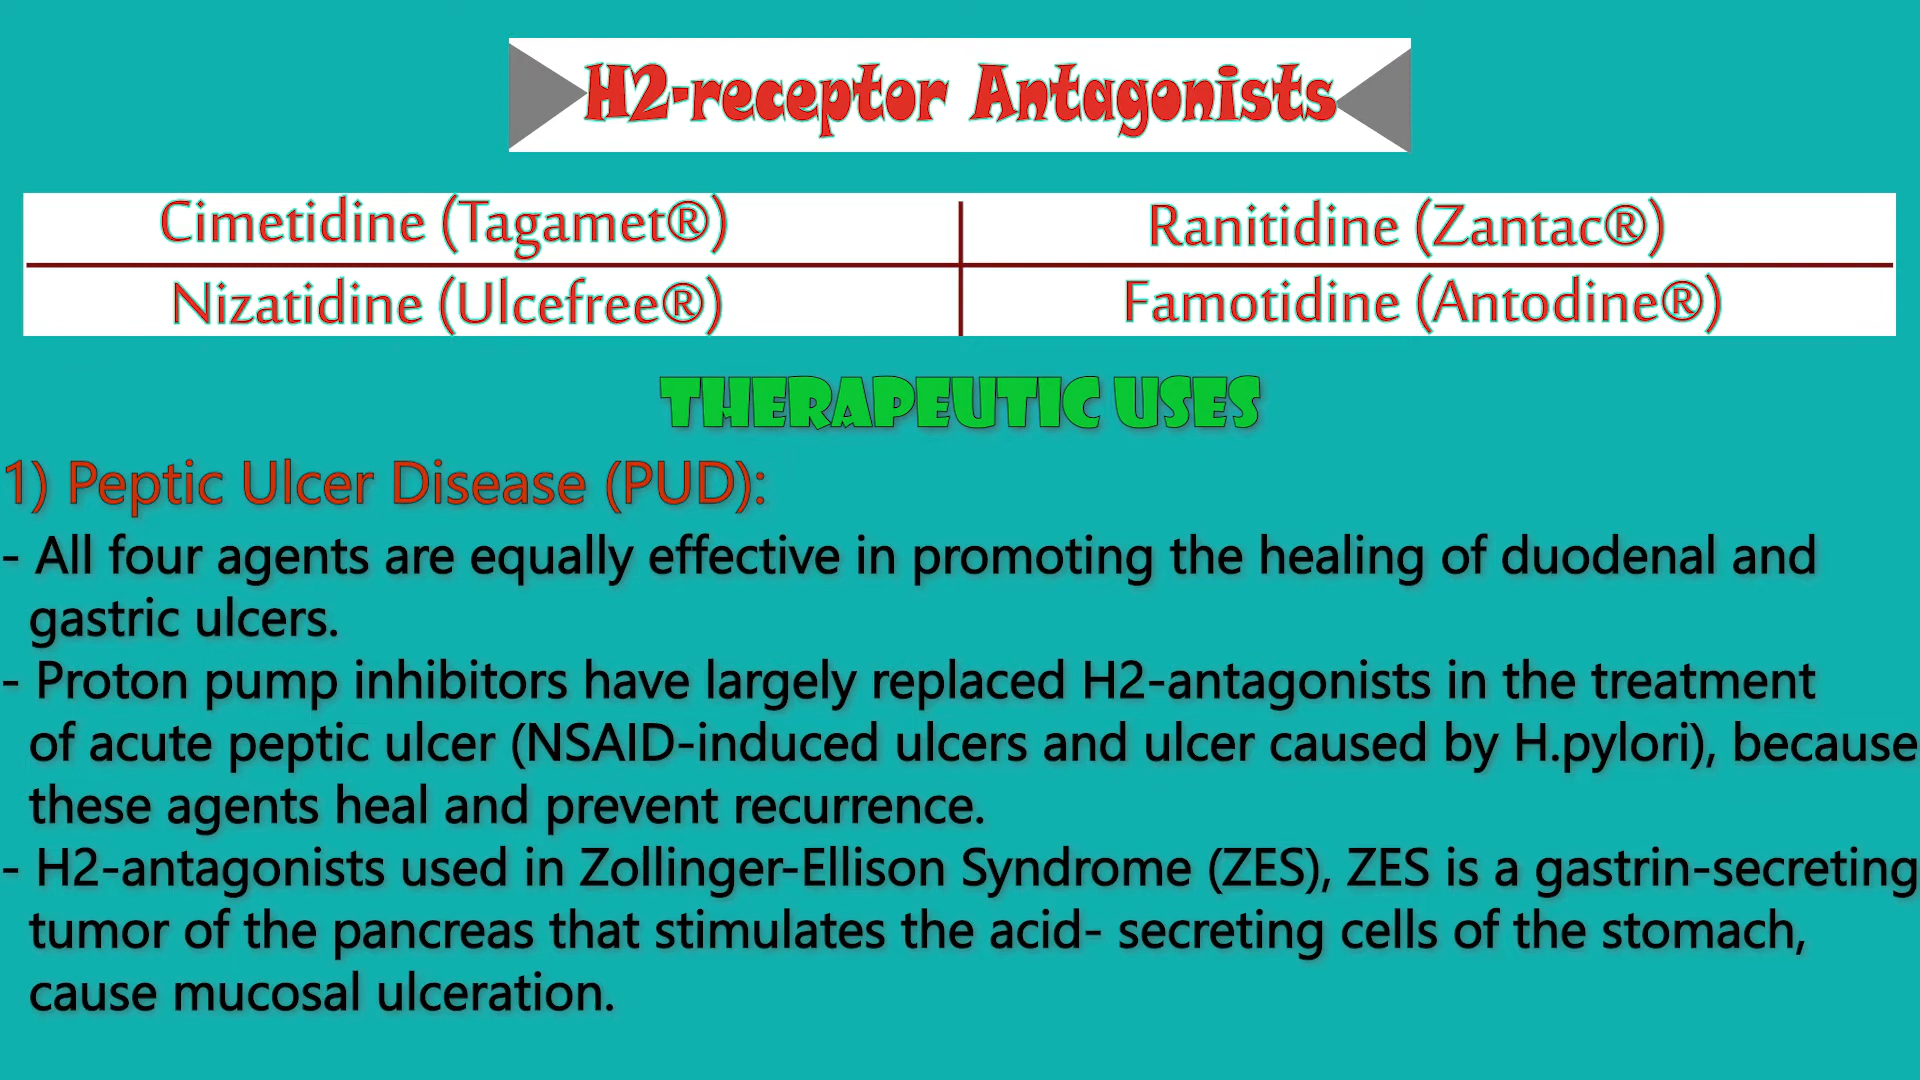 H2-receptor Antagonists
Cimetidine (Tagamet®)
Ranitidine (Zantac®)
Nizatidine (Ulcefree®)
Famotidine (Antodine®)
THERAPEUTIC USES
1) Peptic Ulcer Disease (PUD):
- All four agents are equally effective in promoting the healing of duodenal and
gastric ulcers.
- Proton pump inhibitors have largely replaced H2-antagonists in the treatment
of acute peptic ulcer (NSAID-induced ulcers and ulcer caused by H.pylori), because
these agents heal and prevent recurrence.
- H2-antagonists used in Zollinger-Ellison Syndrome (ZES), ZES is a gastrin-secreting
tumor of the pancreas that stimulates the acid- secreting cells of the stomach,
cause mucosal ulceration.